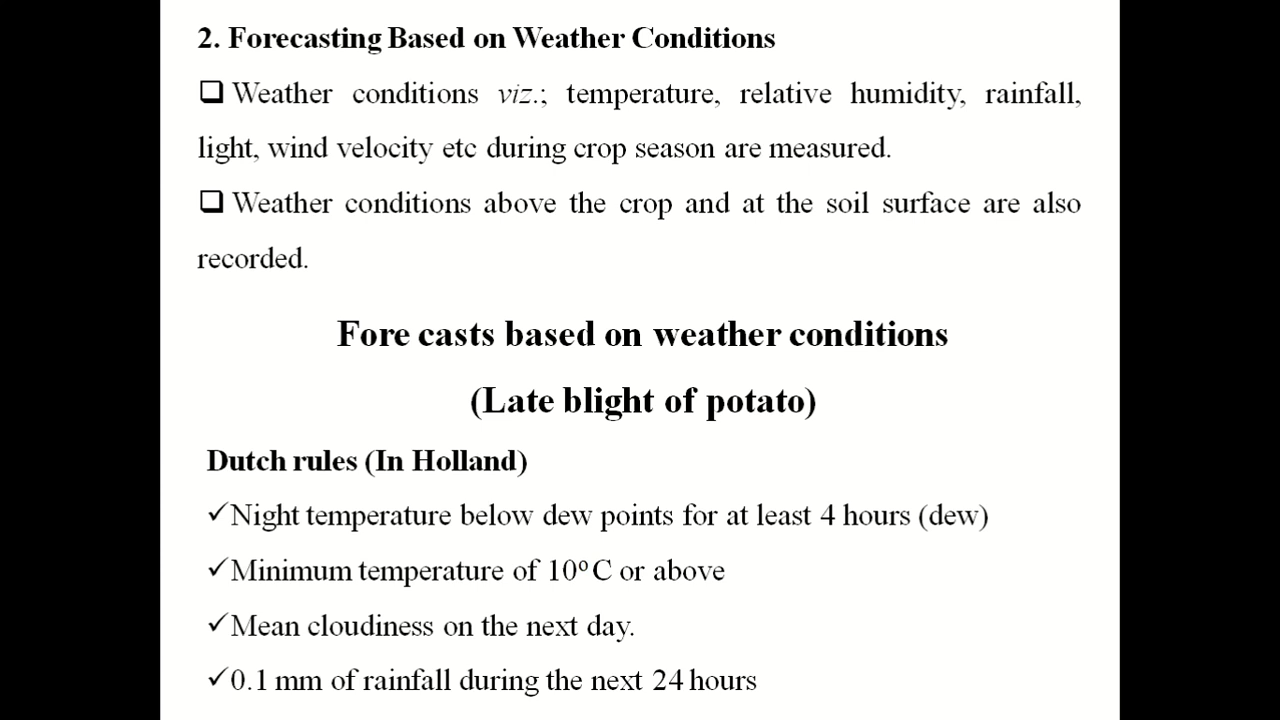 2. Forecasting Based on Weather Conditions
❑ Weather conditions viz.; temperature, relative humidity, rainfall,
light, wind velocity etc during crop season are measured.
❑ Weather conditions above the crop and at the soil surface are also
recorded.
Fore casts based on weather conditions
(Late blight of potato)
Dutch rules (In Holland)
✓Night temperature below dew points for at least 4 hours (dew)
✓Minimum temperature of 10⁰ C or above
✓Mean cloudiness on the next day.
✓0.1 mm of rainfall during the next 24 hours